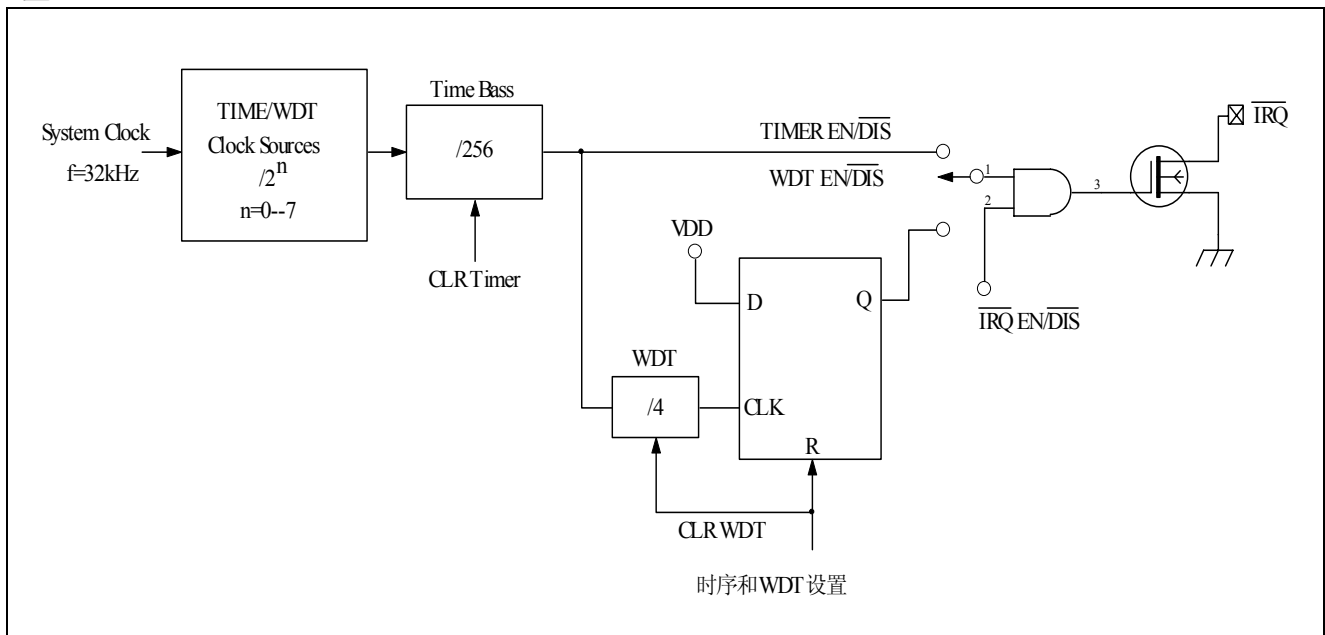 Time Bass
System Clock
f=32kHz
TIME/WDT
Clock Sources
/2^n
n=0--7
/256
CLR Timer
TIMER EN/DIS
WDT EN/DIS
1
2
3
IRQ
IRQ EN/DIS
VDD
D
Q
CLK
R
WDT
/4
CLR WDT
时序和WDT 设置